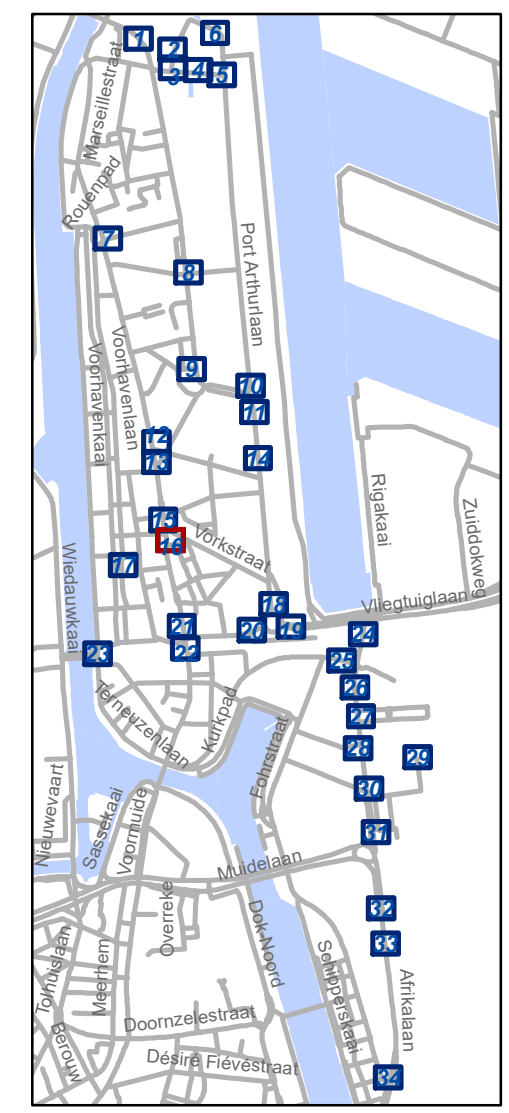 1
2
6
3
4
5
Marseillestraat
Rouenpad
7
Port Arthurlaan
8
Voorhavenlaan
Voorhavenkaai
9
10
11
12
13
14
Rigakaai
Zuiddokweg
15
16
Vorkstraat
17
Wiedauwkaai
18
Vliegtuiglaan
21
20
19
24
22
23
25
26
Terneuzenlaan
Kurkpad
27
28
29
Fohrstraat
30
Nieuwevaart
Sassekaai
Voormuide
31
Muidelaan
32
Overreke
Dok-Noord
33
Tolhuislaan
Meerhem
Schipperskaai
Afrikalaan
Doornzelestraat
Berouw
Désiré Fiévéstraat
34